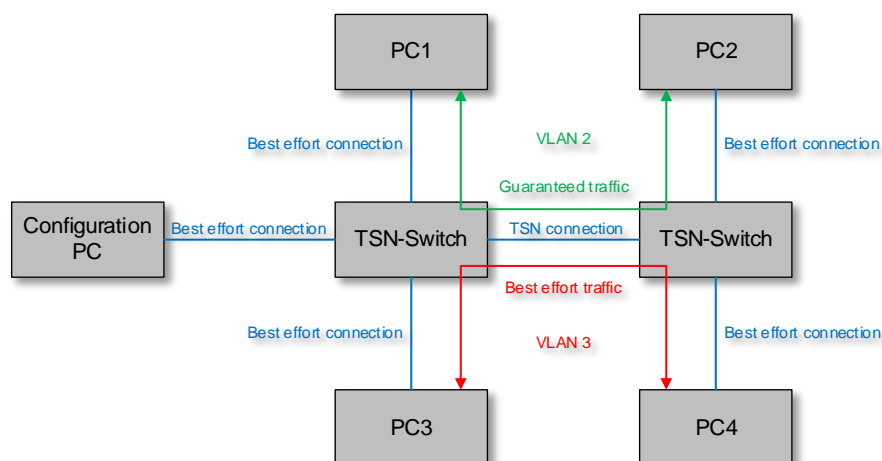 PC1
PC2
Best effort connection
VLAN 2
Best effort connection
Guaranteed traffic
Configuration
PC
Best effort connection
TSN-Switch
TSN connection
TSN-Switch
Best effort traffic
Best effort connection
VLAN 3
Best effort connection
PC3
PC4